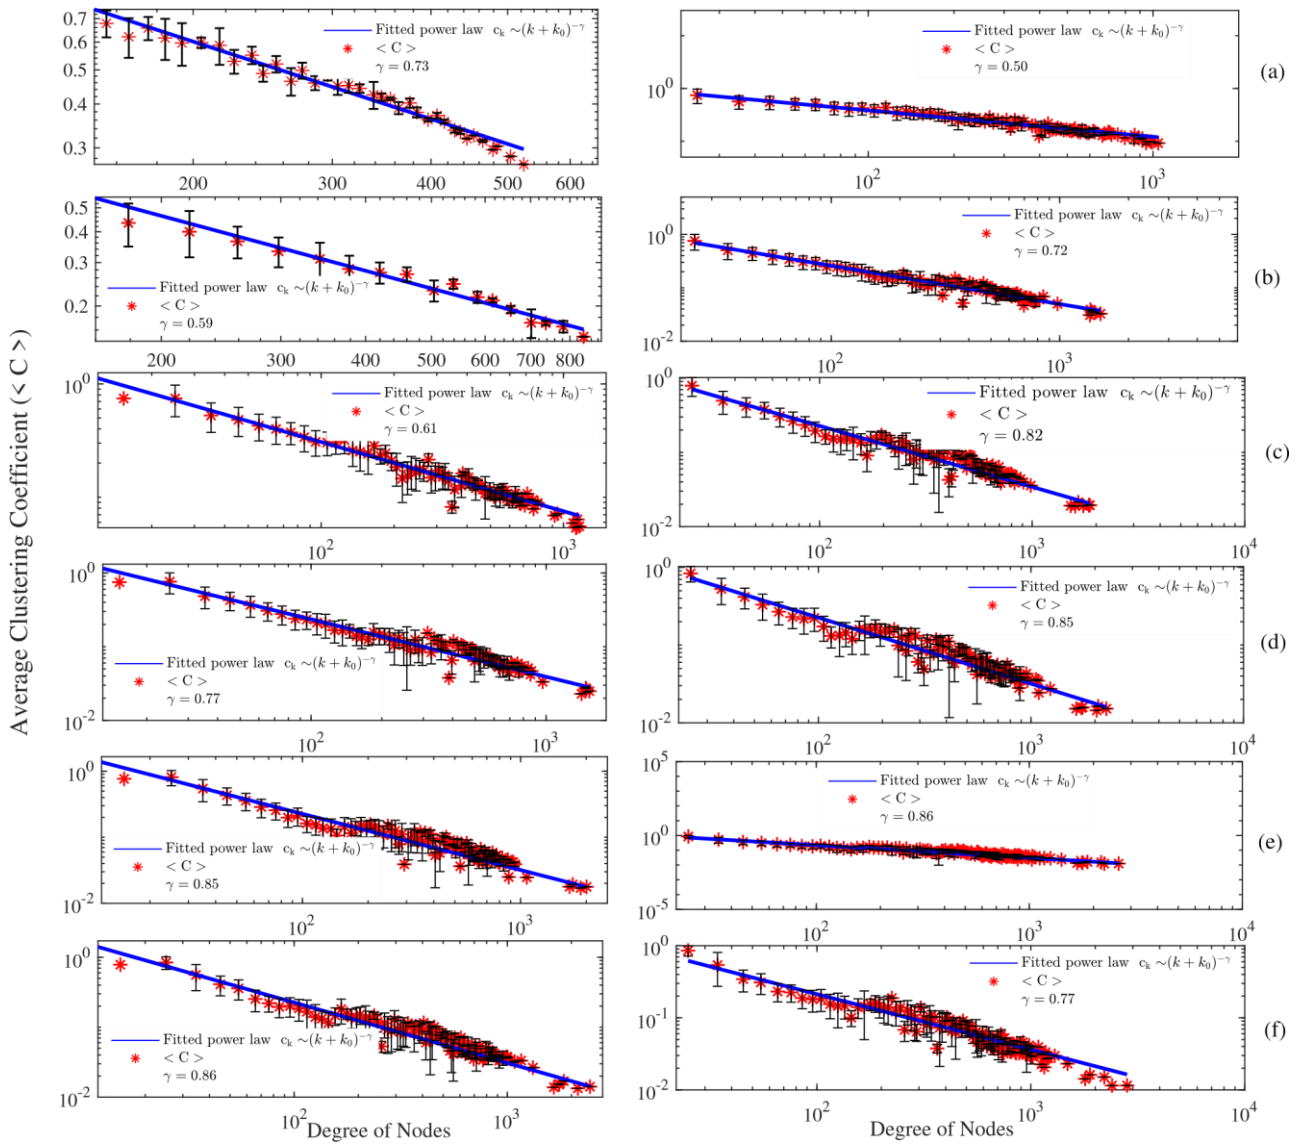 Average Clustering Coefficient (< C >)
0.7
0.6
0.5
0.4
0.3
Fitted power law c_k ~(k + k_0)^{-γ}
< C >
γ = 0.73
200 300 400 500 600
10^0
Fitted power law c_k ~(k + k_0)^{-γ}
< C >
γ = 0.50
10^2 10^3
(a)
0.5
0.4
0.3
0.2
Fitted power law c_k ~(k + k_0)^{-γ}
< C >
γ = 0.59
200 300 400 500 600 700 800
10^0
10^{-2}
Fitted power law c_k ~(k + k_0)^{-γ}
< C >
γ = 0.72
10^2 10^3
(b)
10^0
Fitted power law c_k ~(k + k_0)^{-γ}
< C >
γ = 0.61
10^2 10^3
10^0
10^{-2}
Fitted power law c_k ~(k + k_0)^{-γ}
< C >
γ = 0.82
10^2 10^3 10^4
(c)
10^0
10^{-2}
Fitted power law c_k ~(k + k_0)^{-γ}
< C >
γ = 0.77
10^2 10^3
10^0
10^{-2}
Fitted power law c_k ~(k + k_0)^{-γ}
< C >
γ = 0.85
10^2 10^3 10^4
(d)
10^0
10^{-2}
Fitted power law c_k ~(k + k_0)^{-γ}
< C >
γ = 0.85
10^2 10^3
10^5
10^0
10^{-5}
Fitted power law c_k ~(k + k_0)^{-γ}
< C >
γ = 0.86
10^2 10^3 10^4
(e)
10^0
10^{-2}
Fitted power law c_k ~(k + k_0)^{-γ}
< C >
γ = 0.86
10^2 10^3
Degree of Nodes
10^0
10^{-1}
10^{-2}
Fitted power law c_k ~(k + k_0)^{-γ}
< C >
γ = 0.77
10^2 10^3 10^4
Degree of Nodes
(f)